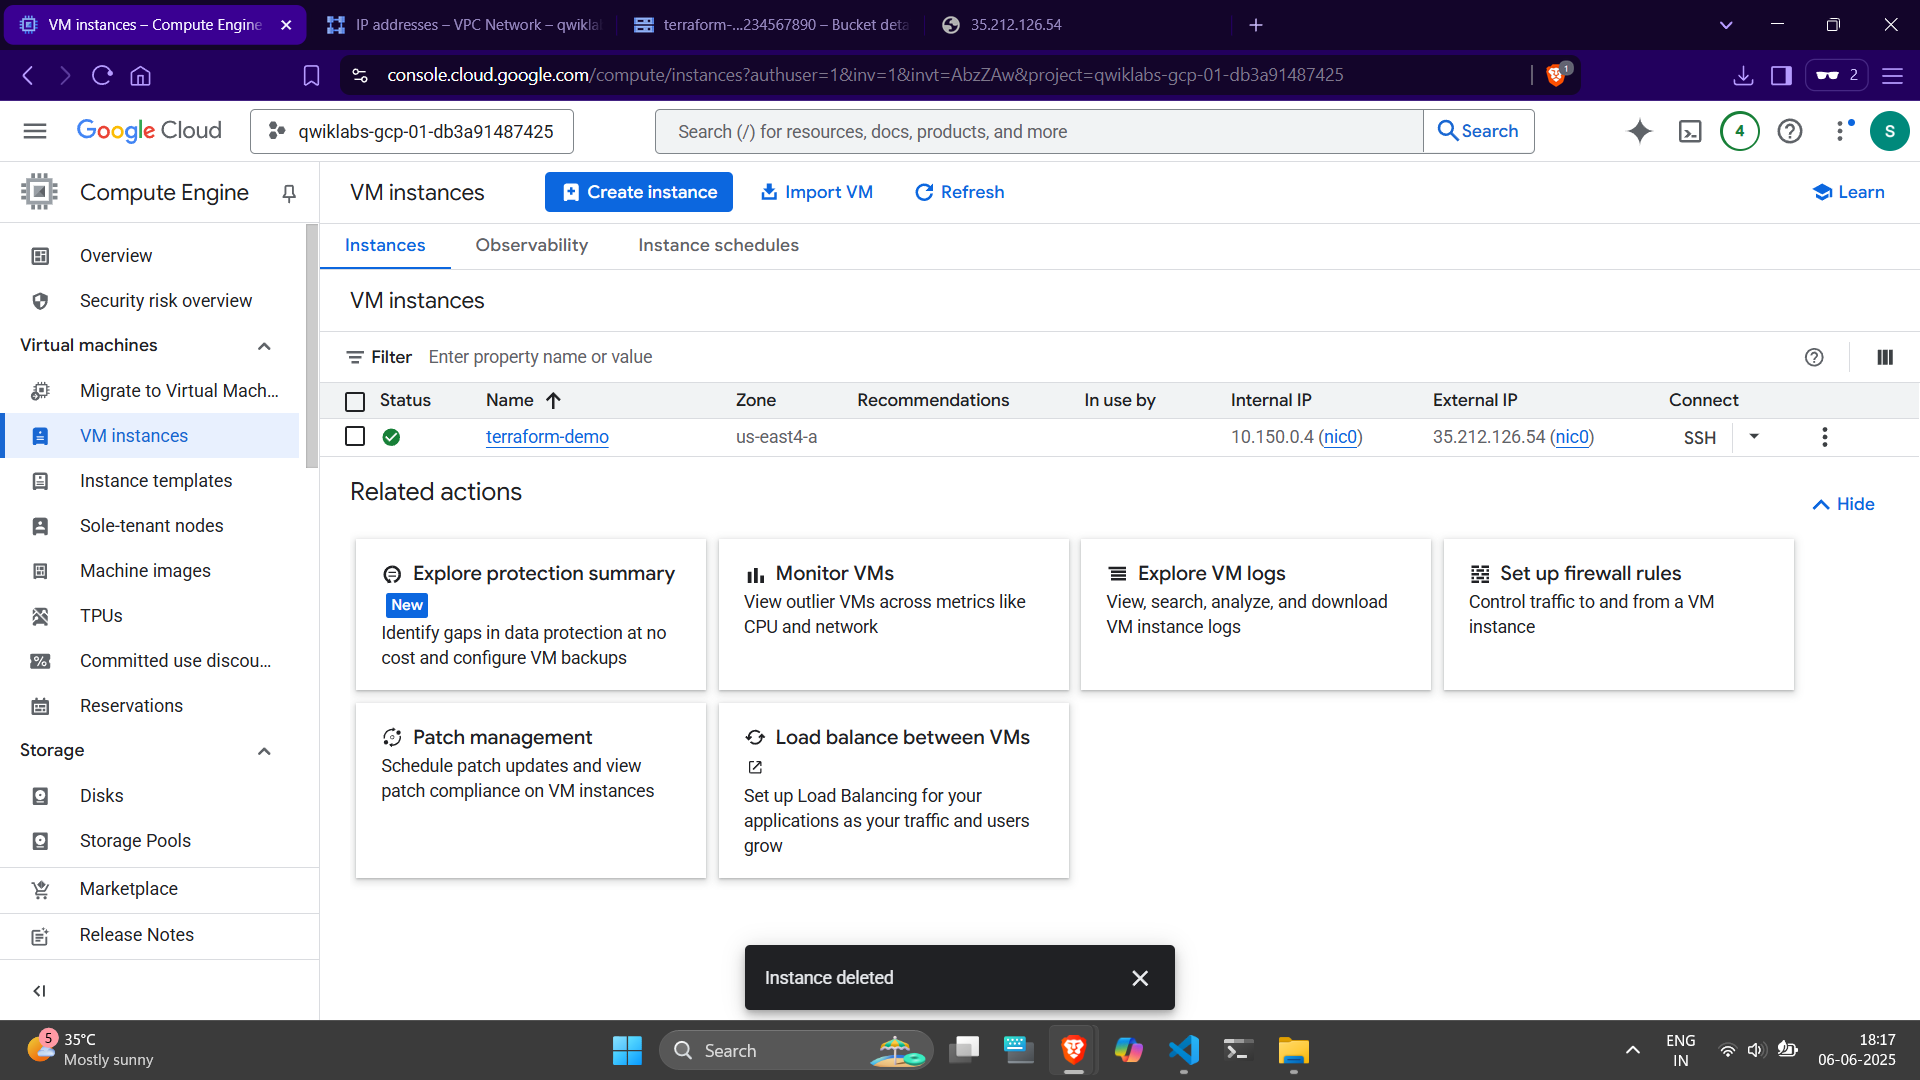 VM instances – Compute Engine
IP addresses – VPC Network – qwikla
terraform-...234567890 – Bucket deta
35.212.126.54
console.cloud.google.com/compute/instances?authuser=1&inv=1&invt=AbzZAw&project=qwiklabs-gcp-01-db3a91487425
1
2
Google Cloud
qwiklabs-gcp-01-db3a91487425
Search (/) for resources, docs, products, and more
Search
4
S
Compute Engine
VM instances
Create instance
Import VM
Refresh
Learn
Overview
Security risk overview
Virtual machines
Migrate to Virtual Mach...
VM instances
Instance templates
Sole-tenant nodes
Machine images
TPUs
Committed use discou...
Reservations
Storage
Disks
Storage Pools
Marketplace
Release Notes
Instances
Observability
Instance schedules
VM instances
Filter
Enter property name or value
Status
Name
Zone
Recommendations
In use by
Internal IP
External IP
Connect
terraform-demo
us-east4-a
10.150.0.4 (nic0)
35.212.126.54 (nic0)
SSH
Related actions
Hide
Explore protection summary
New
Identify gaps in data protection at no
cost and configure VM backups
Monitor VMs
View outlier VMs across metrics like
CPU and network
Explore VM logs
View, search, analyze, and download
VM instance logs
Set up firewall rules
Control traffic to and from a VM
instance
Patch management
Schedule patch updates and view
patch compliance on VM instances
Load balance between VMs
Set up Load Balancing for your
applications as your traffic and users
grow
Instance deleted
5
35°C
Mostly sunny
Search
ENG
IN
18:17
06-06-2025